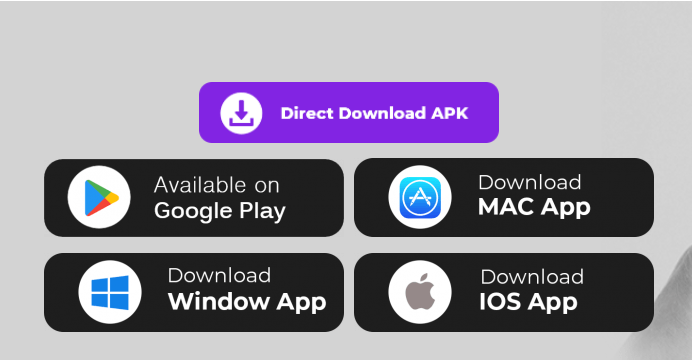 Direct Download APK
Available on
Google Play
Download
MAC App
Download
Window App
Download
IOS App